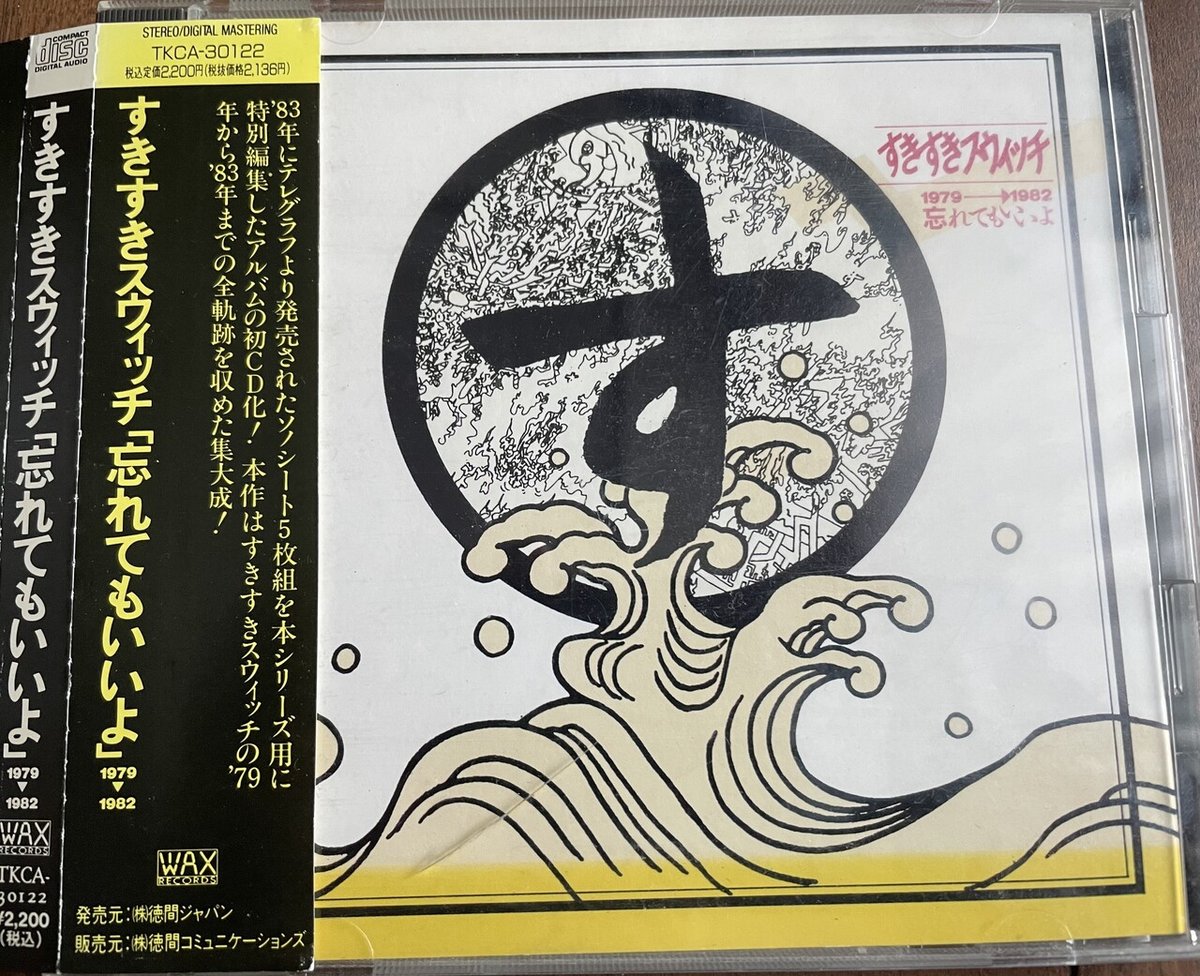 COMPACT
disc
DIGITAL AUDIO
すきすきスウィッチ「忘れてもいいよ」
1979
▼
1982
WAX
RECORDS
TKCA-
30122
¥2,200
(税込)
STEREO/DIGITAL MASTERING
TKCA-30122
税込定価2,200円(税抜価格2,136円)
'83年にテレグラフより発売されたソノシート5枚組を本シリーズ用に
特別編集したアルバムの初CD化！本作はすきすきスウィッチの'79
年から'83年までの全軌跡を収めた集大成！
すきすきスウィッチ「忘れてもいいよ」
1979
▼
1982
WAX
RECORDS
発売元：㈱徳間ジャパン
販売元：㈱徳間コミュニケーションズ
す
すきすきスウィッチ
1979→1982
忘れてもいいよ